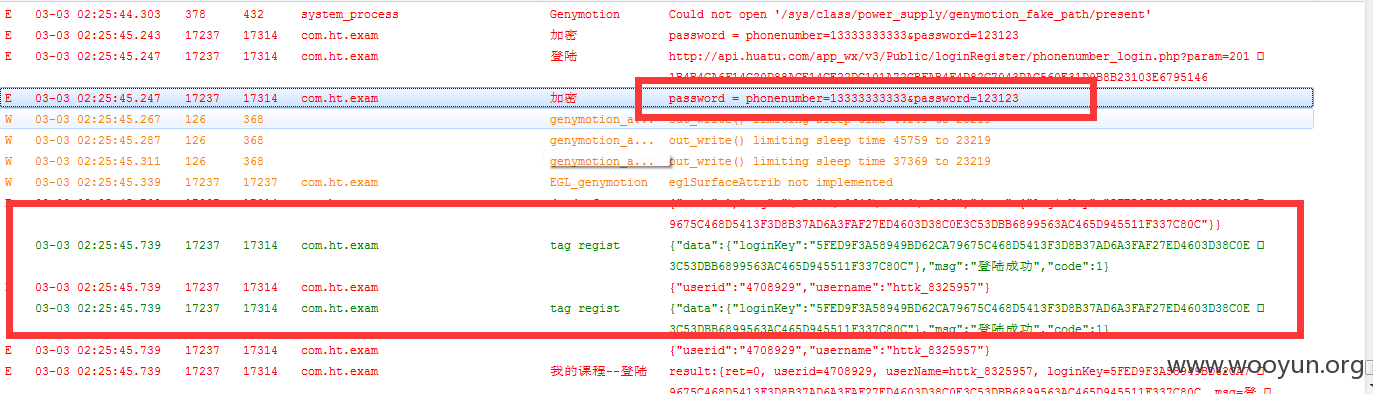 E 03-03 02:25:44.303 378 432 system_process Genymotion Could not open '/sys/class/power_supply/genymotion_fake_path/present'
E 03-03 02:25:45.243 17237 17314 com.ht.exam 加密 password = phonenumber=13333333333&password=123123
E 03-03 02:25:45.247 17237 17314 com.ht.exam 登陆 http://api.huatu.com/app_wx/v3/Public/loginRegister/phonenumber_login.php?param=201
E 03-03 02:25:45.247 17237 17314 com.ht.exam 加密 password = phonenumber=13333333333&password=123123
W 03-03 02:25:45.267 126 368 genymotion_a...
W 03-03 02:25:45.287 126 368 genymotion_a... out_write() limiting sleep time 45759 to 23219
W 03-03 02:25:45.311 126 368 genymotion_a... out_write() limiting sleep time 37369 to 23219
W 03-03 02:25:45.339 17237 17237 com.ht.exam EGL_genymotion eglSurfaceAttrib not implemented
9675C468D5413F3D8B37AD6A3FAF27ED4603D38C0E3C53DBB6899563AC465D945511F337C80C"}}
03-03 02:25:45.739 17237 17314 com.ht.exam tag regist {"data":{"loginKey":"5FED9F3A58949BD62CA79675C468D5413F3D8B37AD6A3FAF27ED4603D38C0E
3C53DBB6899563AC465D945511F337C80C"},"msg":"登陆成功","code":1}
03-03 02:25:45.739 17237 17314 com.ht.exam {"userid":"4708929","username":"httk_8325957"}
03-03 02:25:45.739 17237 17314 com.ht.exam tag regist {"data":{"loginKey":"5FED9F3A58949BD62CA79675C468D5413F3D8B37AD6A3FAF27ED4603D38C0E
3C53DBB6899563AC465D945511F337C80C"},"msg":"登陆成功","code":1}
E 03-03 02:25:45.739 17237 17314 com.ht.exam {"userid":"4708929","username":"httk_8325957"}
www.wooyun.org
E 03-03 02:25:45.739 17237 17314 com.ht.exam 我的课程--登陆 result:{ret=0, userid=4708929, userName=httk_8325957, loginKey=5FED9F3A58949BD62CA7
9675C468D5413F3D8B37AD6A3FAF27ED4603D38C0E3C53DBB6899563AC465D945511F337C80C, msg=登